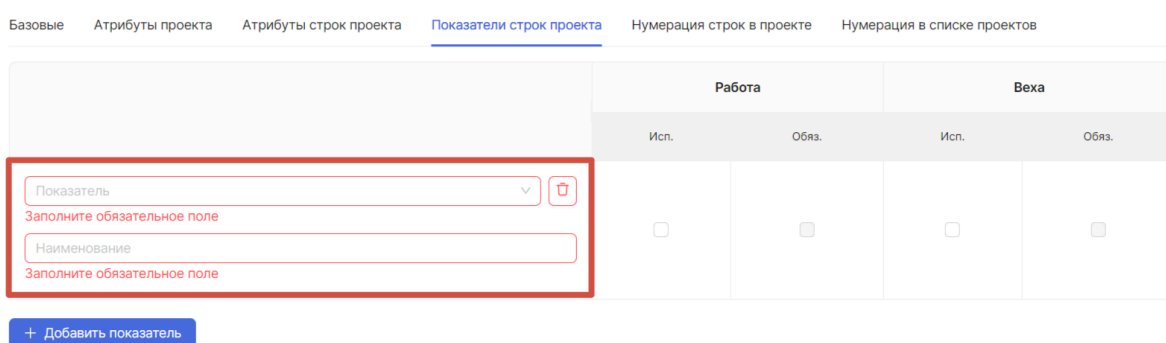 Базовые Атрибуты проекта Атрибуты строк проекта Показатели строк проекта Нумерация строк в проекте Нумерация в списке проектов
Работа Веха
Исп. Обяз. Исп. Обяз.
Показатель
Заполните обязательное поле
Наименование
Заполните обязательное поле
+ Добавить показатель